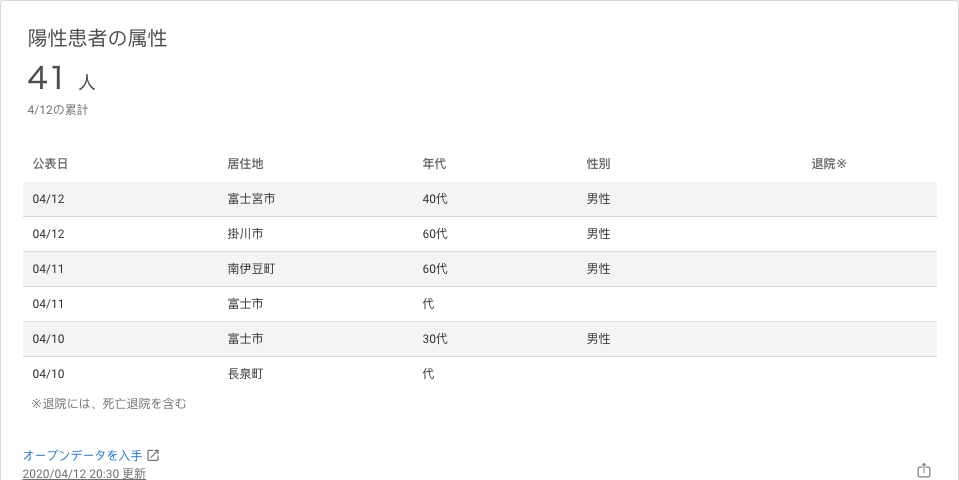 陽性患者の属性
41 人
4/12の累計
公表日 居住地 年代 性別 退院※
04/12 富士宮市 40代 男性
04/12 掛川市 60代 男性
04/11 南伊豆町 60代 男性
04/11 富士市 代
04/10 富士市 30代 男性
04/10 長泉町 代
※退院には、死亡退院を含む
オープンデータを入手
2020/04/12 20:30 更新